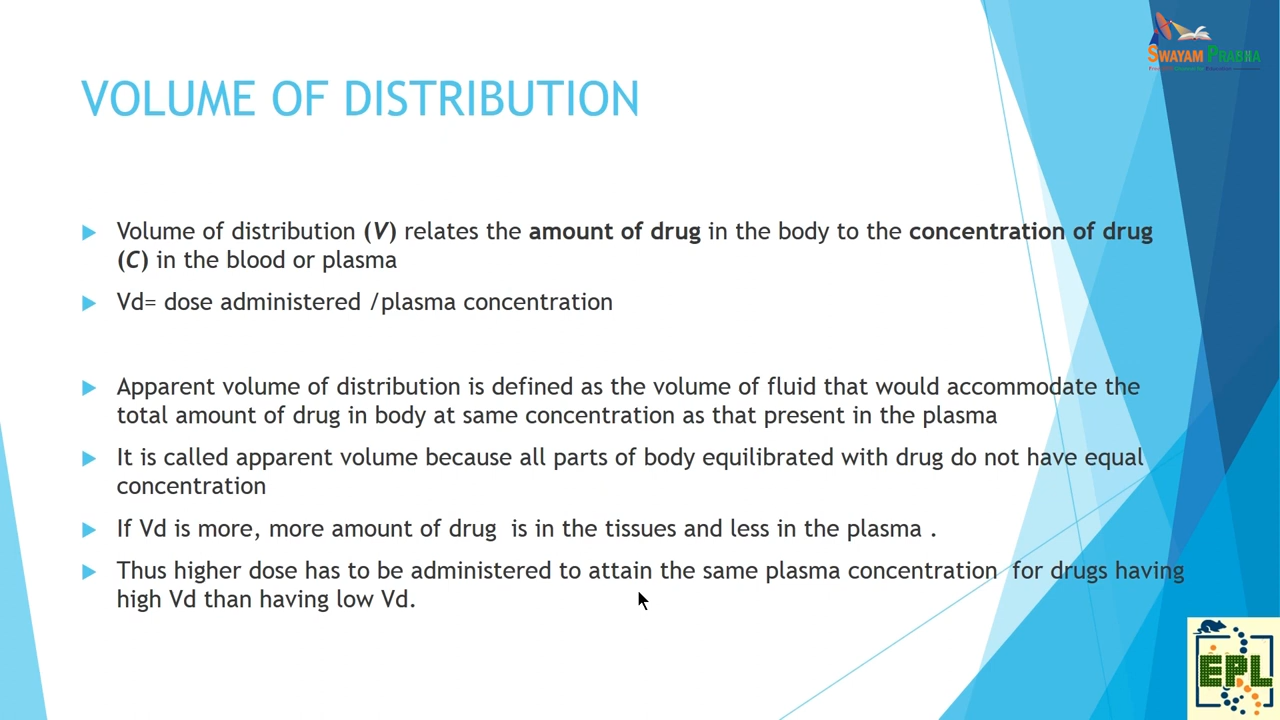 SWAYAM PRABHA
VOLUME OF DISTRIBUTION
Volume of distribution (V) relates the amount of drug in the body to the concentration of drug
(C) in the blood or plasma
Vd= dose administered /plasma concentration
Apparent volume of distribution is defined as the volume of fluid that would accommodate the
total amount of drug in body at same concentration as that present in the plasma
It is called apparent volume because all parts of body equilibrated with drug do not have equal
concentration
If Vd is more, more amount of drug  is in the tissues and less in the plasma .
Thus higher dose has to be administered to attain the same plasma concentration  for drugs having
high Vd than having low Vd.
EPL